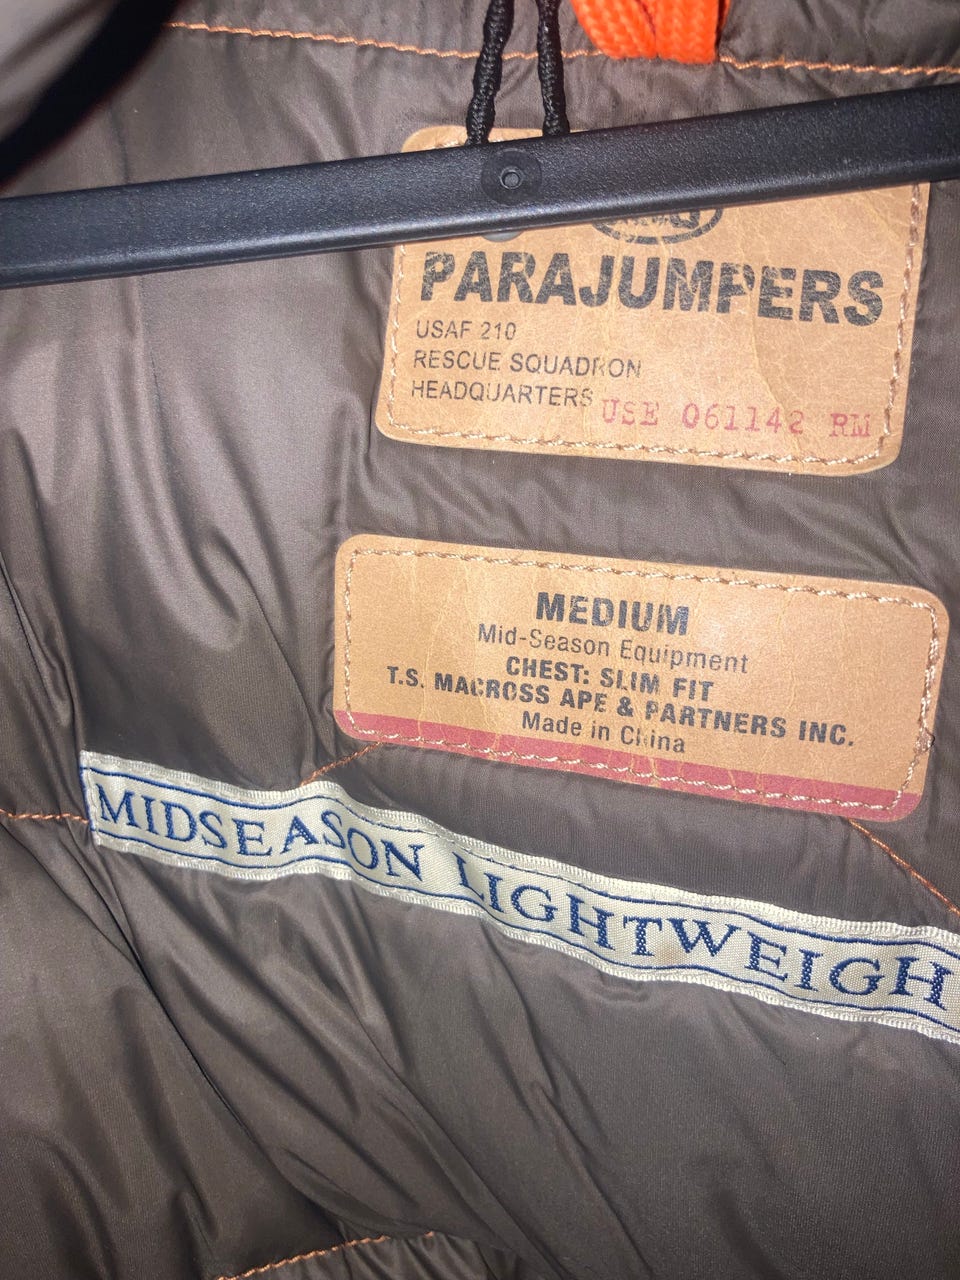 PARAJUMPERS
USAF 210
RESCUE SQUADRON
HEADQUARTERS USE 061142 RM
MEDIUM
Mid-Season Equipment
CHEST: SLIM FIT
T.S. MACROSS APE & PARTNERS INC.
Made in China
MIDSEASON LIGHTWEIGH